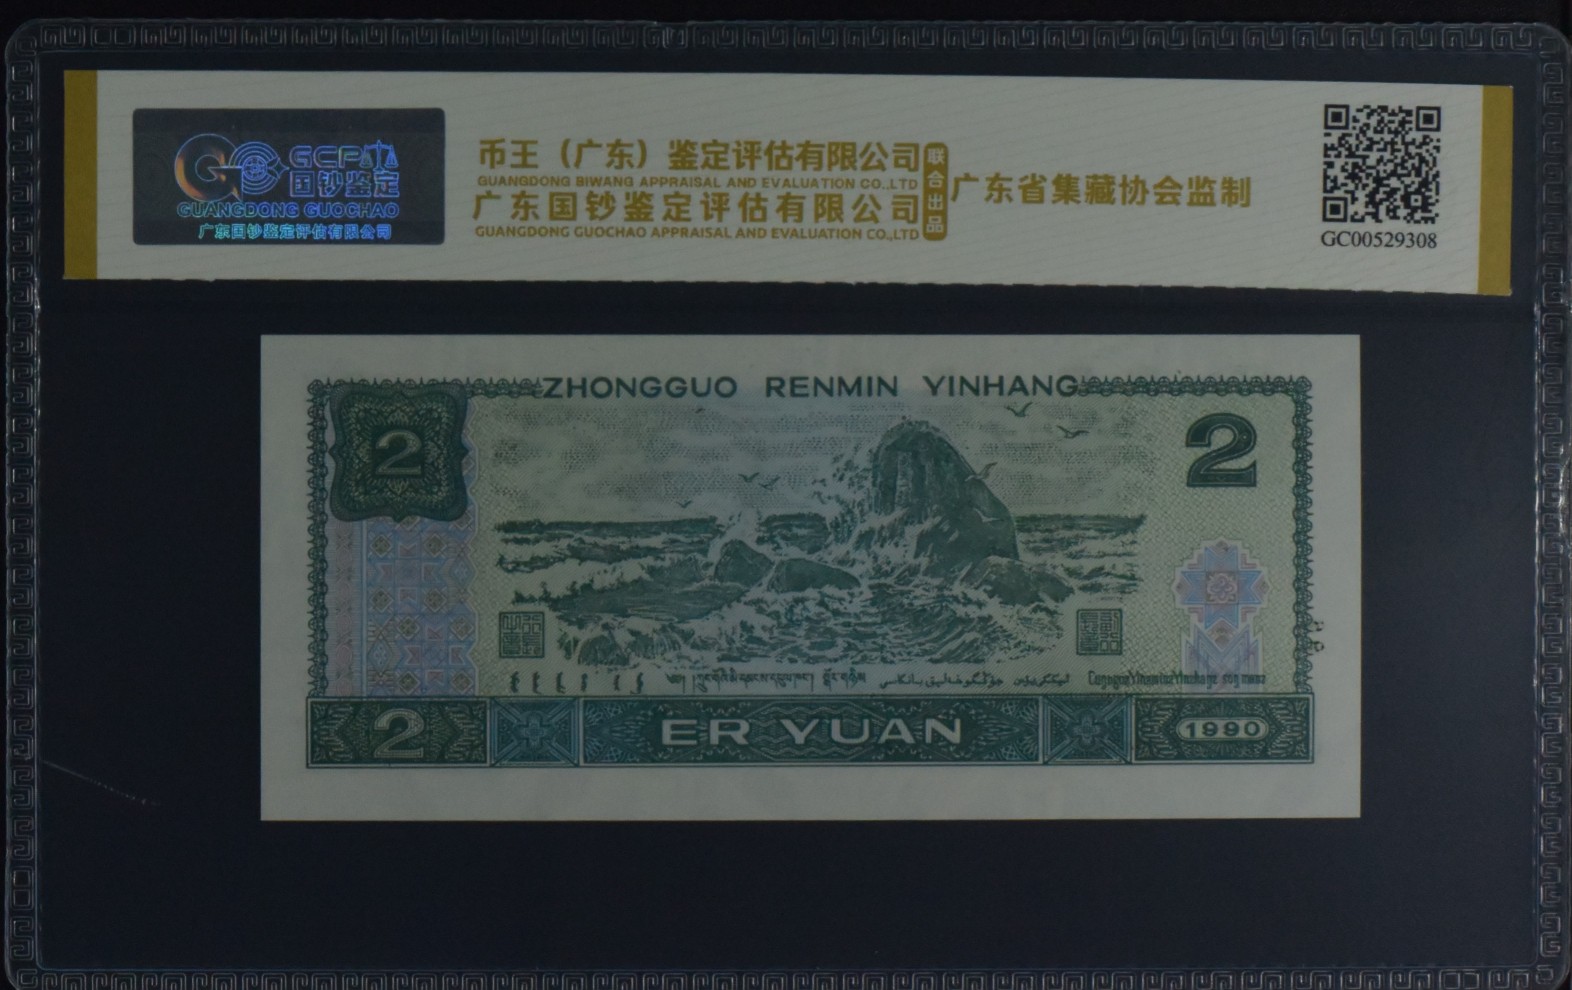 GCP
国钞鉴定
GUANGDONG GUOCHAO
广东国钞鉴定评估有限公司
币王（广东）鉴定评估有限公司
GUANGDONG BIWANG APPRAISAL AND EVALUATION CO.,LTD
广东国钞鉴定评估有限公司
GUANGDONG GUOCHAO APPRAISAL AND EVALUATION CO.,LTD
联合出品
广东省集藏协会监制
GC00529308
ZHONGGUO RENMIN YINHANG
2
2
2
ER YUAN
1990